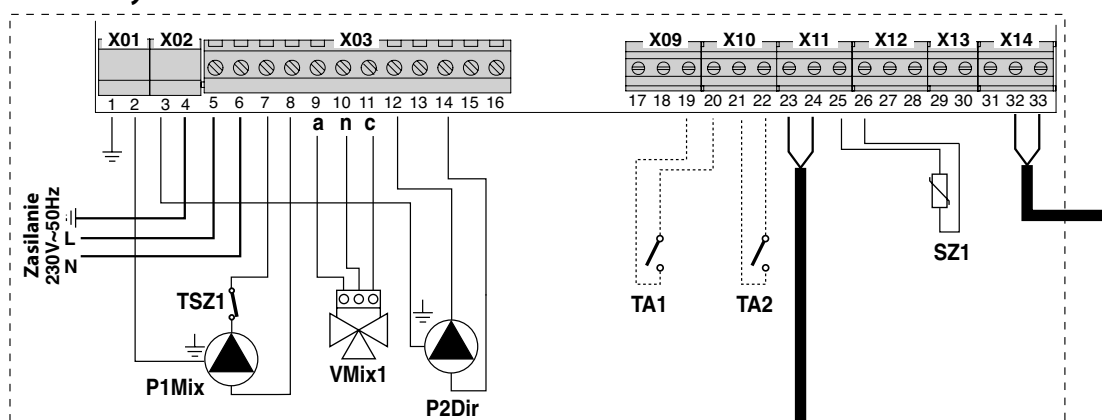 X01 X02 X03 X09 X10 X11 X12 X13 X14
1 2 3 4 5 6 7 8 9 10 11 12 13 14 15 16 17 18 19 20 21 22 23 24 25 26 27 28 29 30 31 32 33
a n c
Zasilanie
230V~50Hz
L
N
TSZ1
P1Mix
VMix1
P2Dir
TA1
TA2
SZ1